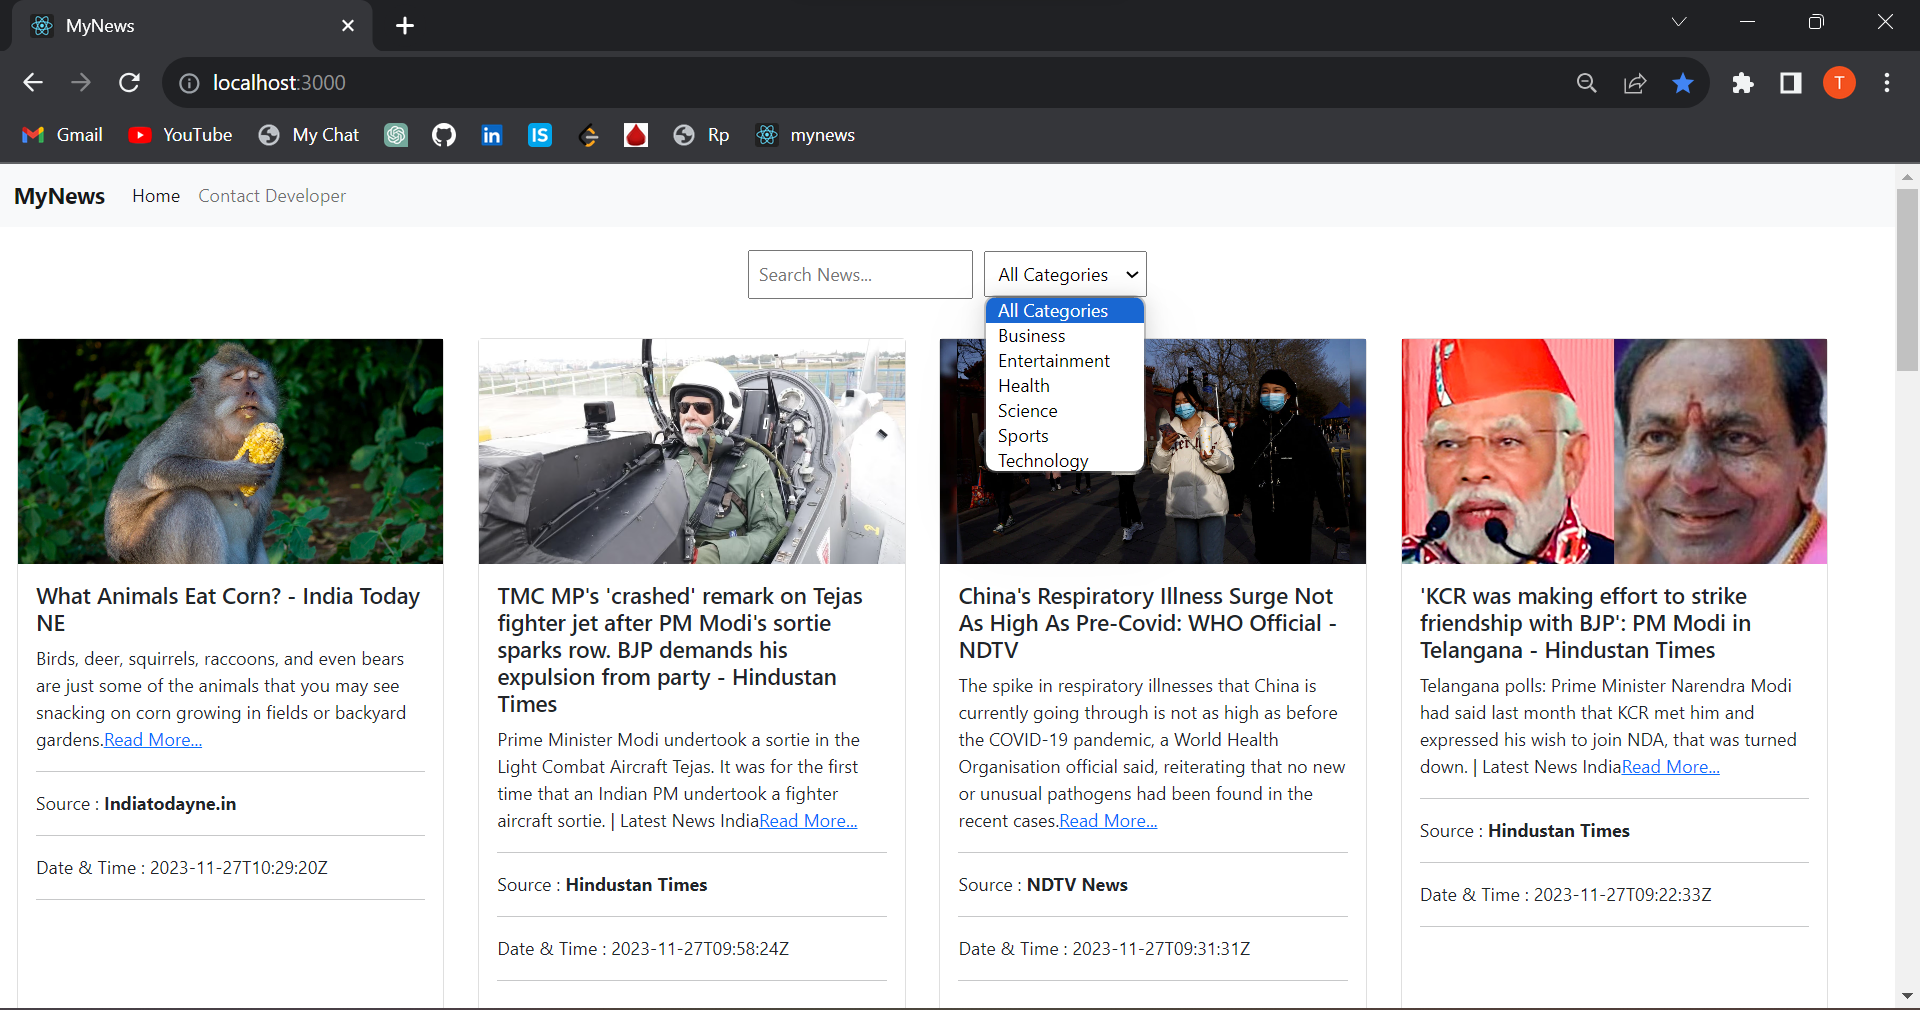 MyNews
localhost:3000
T
Gmail
YouTube
My Chat
in
IS
Rp
mynews
MyNews
Home
Contact Developer
Search News...
All Categories
All Categories
Business
Entertainment
Health
Science
Sports
Technology
What Animals Eat Corn? - India Today
NE
Birds, deer, squirrels, raccoons, and even bears
are just some of the animals that you may see
snacking on corn growing in fields or backyard
gardens.Read More...
Source : Indiatodayne.in
Date & Time : 2023-11-27T10:29:20Z
TMC MP's 'crashed' remark on Tejas
fighter jet after PM Modi's sortie
sparks row. BJP demands his
expulsion from party - Hindustan
Times
Prime Minister Modi undertook a sortie in the
Light Combat Aircraft Tejas. It was for the first
time that an Indian PM undertook a fighter
aircraft sortie. | Latest News IndiaRead More...
Source : Hindustan Times
Date & Time : 2023-11-27T09:58:24Z
China's Respiratory Illness Surge Not
As High As Pre-Covid: WHO Official -
NDTV
The spike in respiratory illnesses that China is
currently going through is not as high as before
the COVID-19 pandemic, a World Health
Organisation official said, reiterating that no new
or unusual pathogens had been found in the
recent cases.Read More...
Source : NDTV News
Date & Time : 2023-11-27T09:31:31Z
'KCR was making effort to strike
friendship with BJP': PM Modi in
Telangana - Hindustan Times
Telangana polls: Prime Minister Narendra Modi
had said last month that KCR met him and
expressed his wish to join NDA, that was turned
down. | Latest News IndiaRead More...
Source : Hindustan Times
Date & Time : 2023-11-27T09:22:33Z